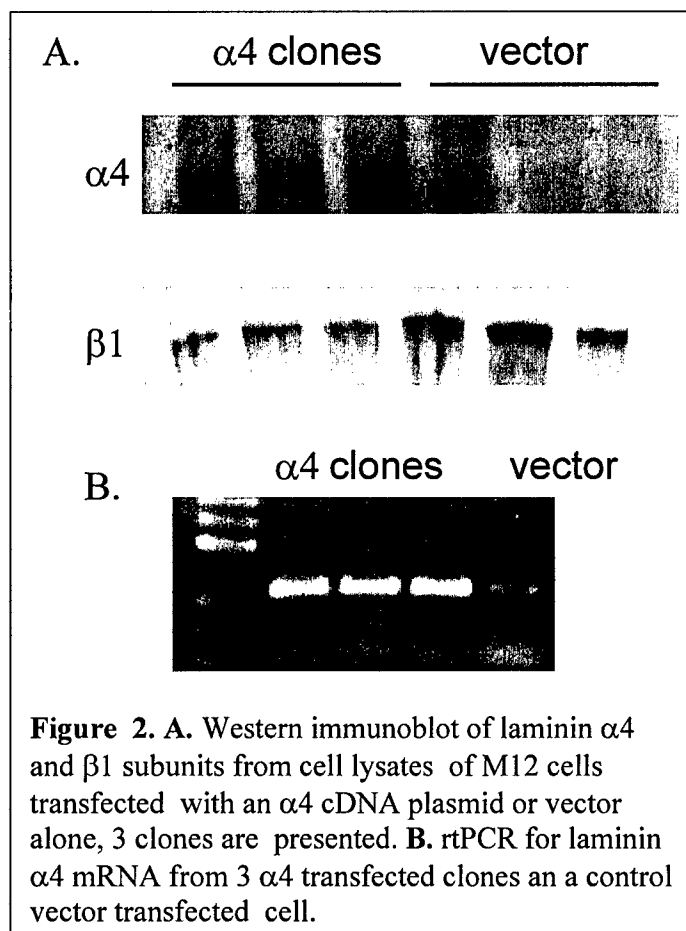 A. α4 clones vector
α4
β1
B. α4 clones vector
Figure 2. A. Western immunoblot of laminin α4
and β1 subunits from cell lysates of M12 cells
transfected with an α4 cDNA plasmid or vector
alone, 3 clones are presented. B. rtPCR for laminin
α4 mRNA from 3 α4 transfected clones an a control
vector transfected cell.